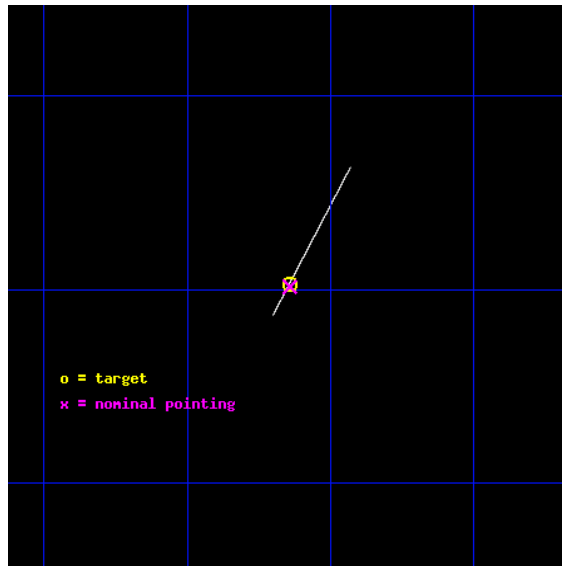 o = target
x = nominal pointing